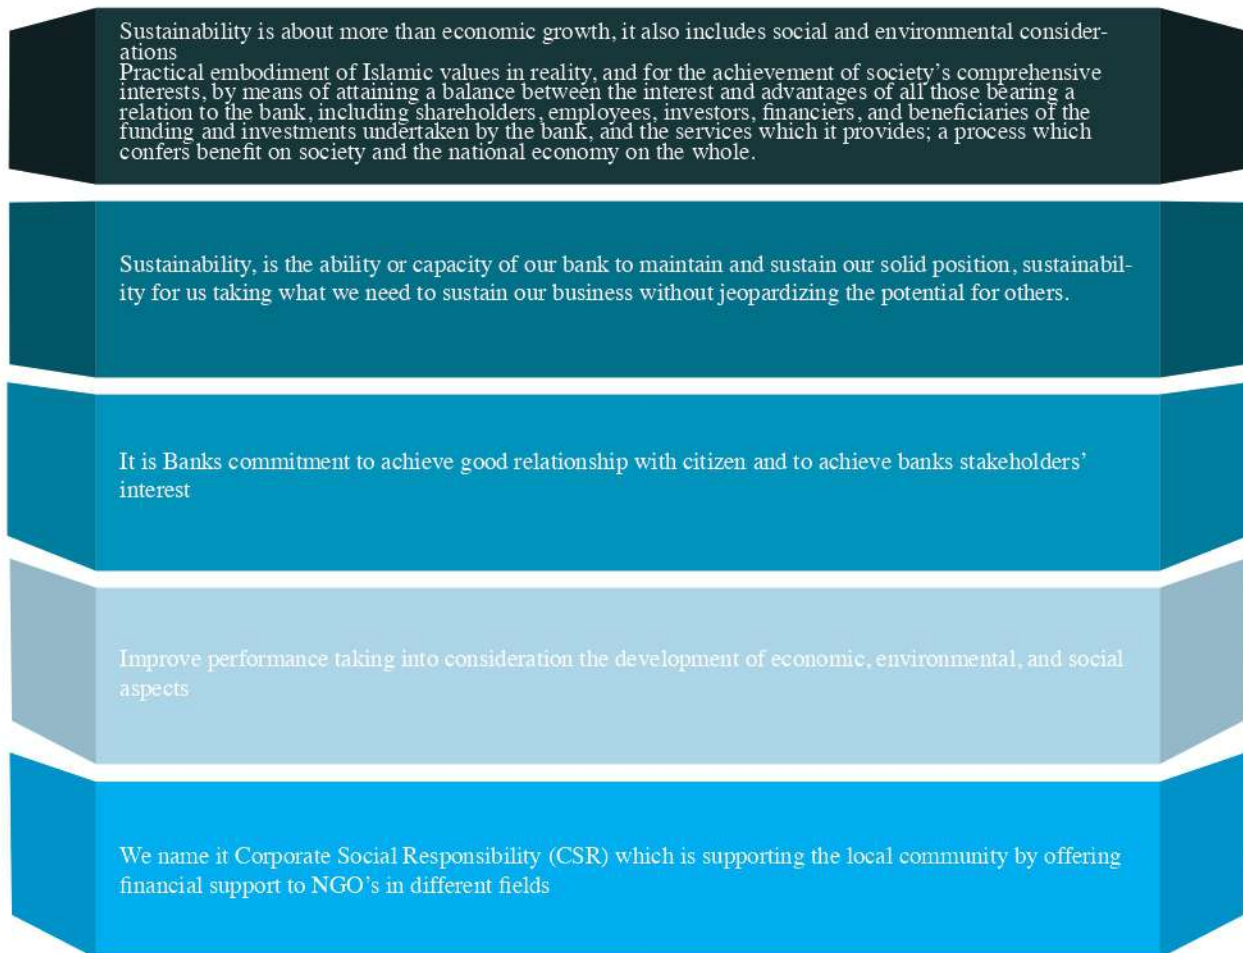 Sustainability is about more than economic growth, it also includes social and environmental consider-
ations
Practical embodiment of Islamic values in reality, and for the achievement of society’s comprehensive
interests, by means of attaining a balance between the interest and advantages of all those bearing a
relation to the bank, including shareholders, employees, investors, financiers, and beneficiaries of the
funding and investments undertaken by the bank, and the services which it provides; a process which
confers benefit on society and the national economy on the whole.
Sustainability, is the ability or capacity of our bank to maintain and sustain our solid position, sustainabil-
ity for us taking what we need to sustain our business without jeopardizing the potential for others.
It is Banks commitment to achieve good relationship with citizen and to achieve banks stakeholders’
interest
Improve performance taking into consideration the development of economic, environmental, and social
aspects
We name it Corporate Social Responsibility (CSR) which is supporting the local community by offering
financial support to NGO’s in different fields